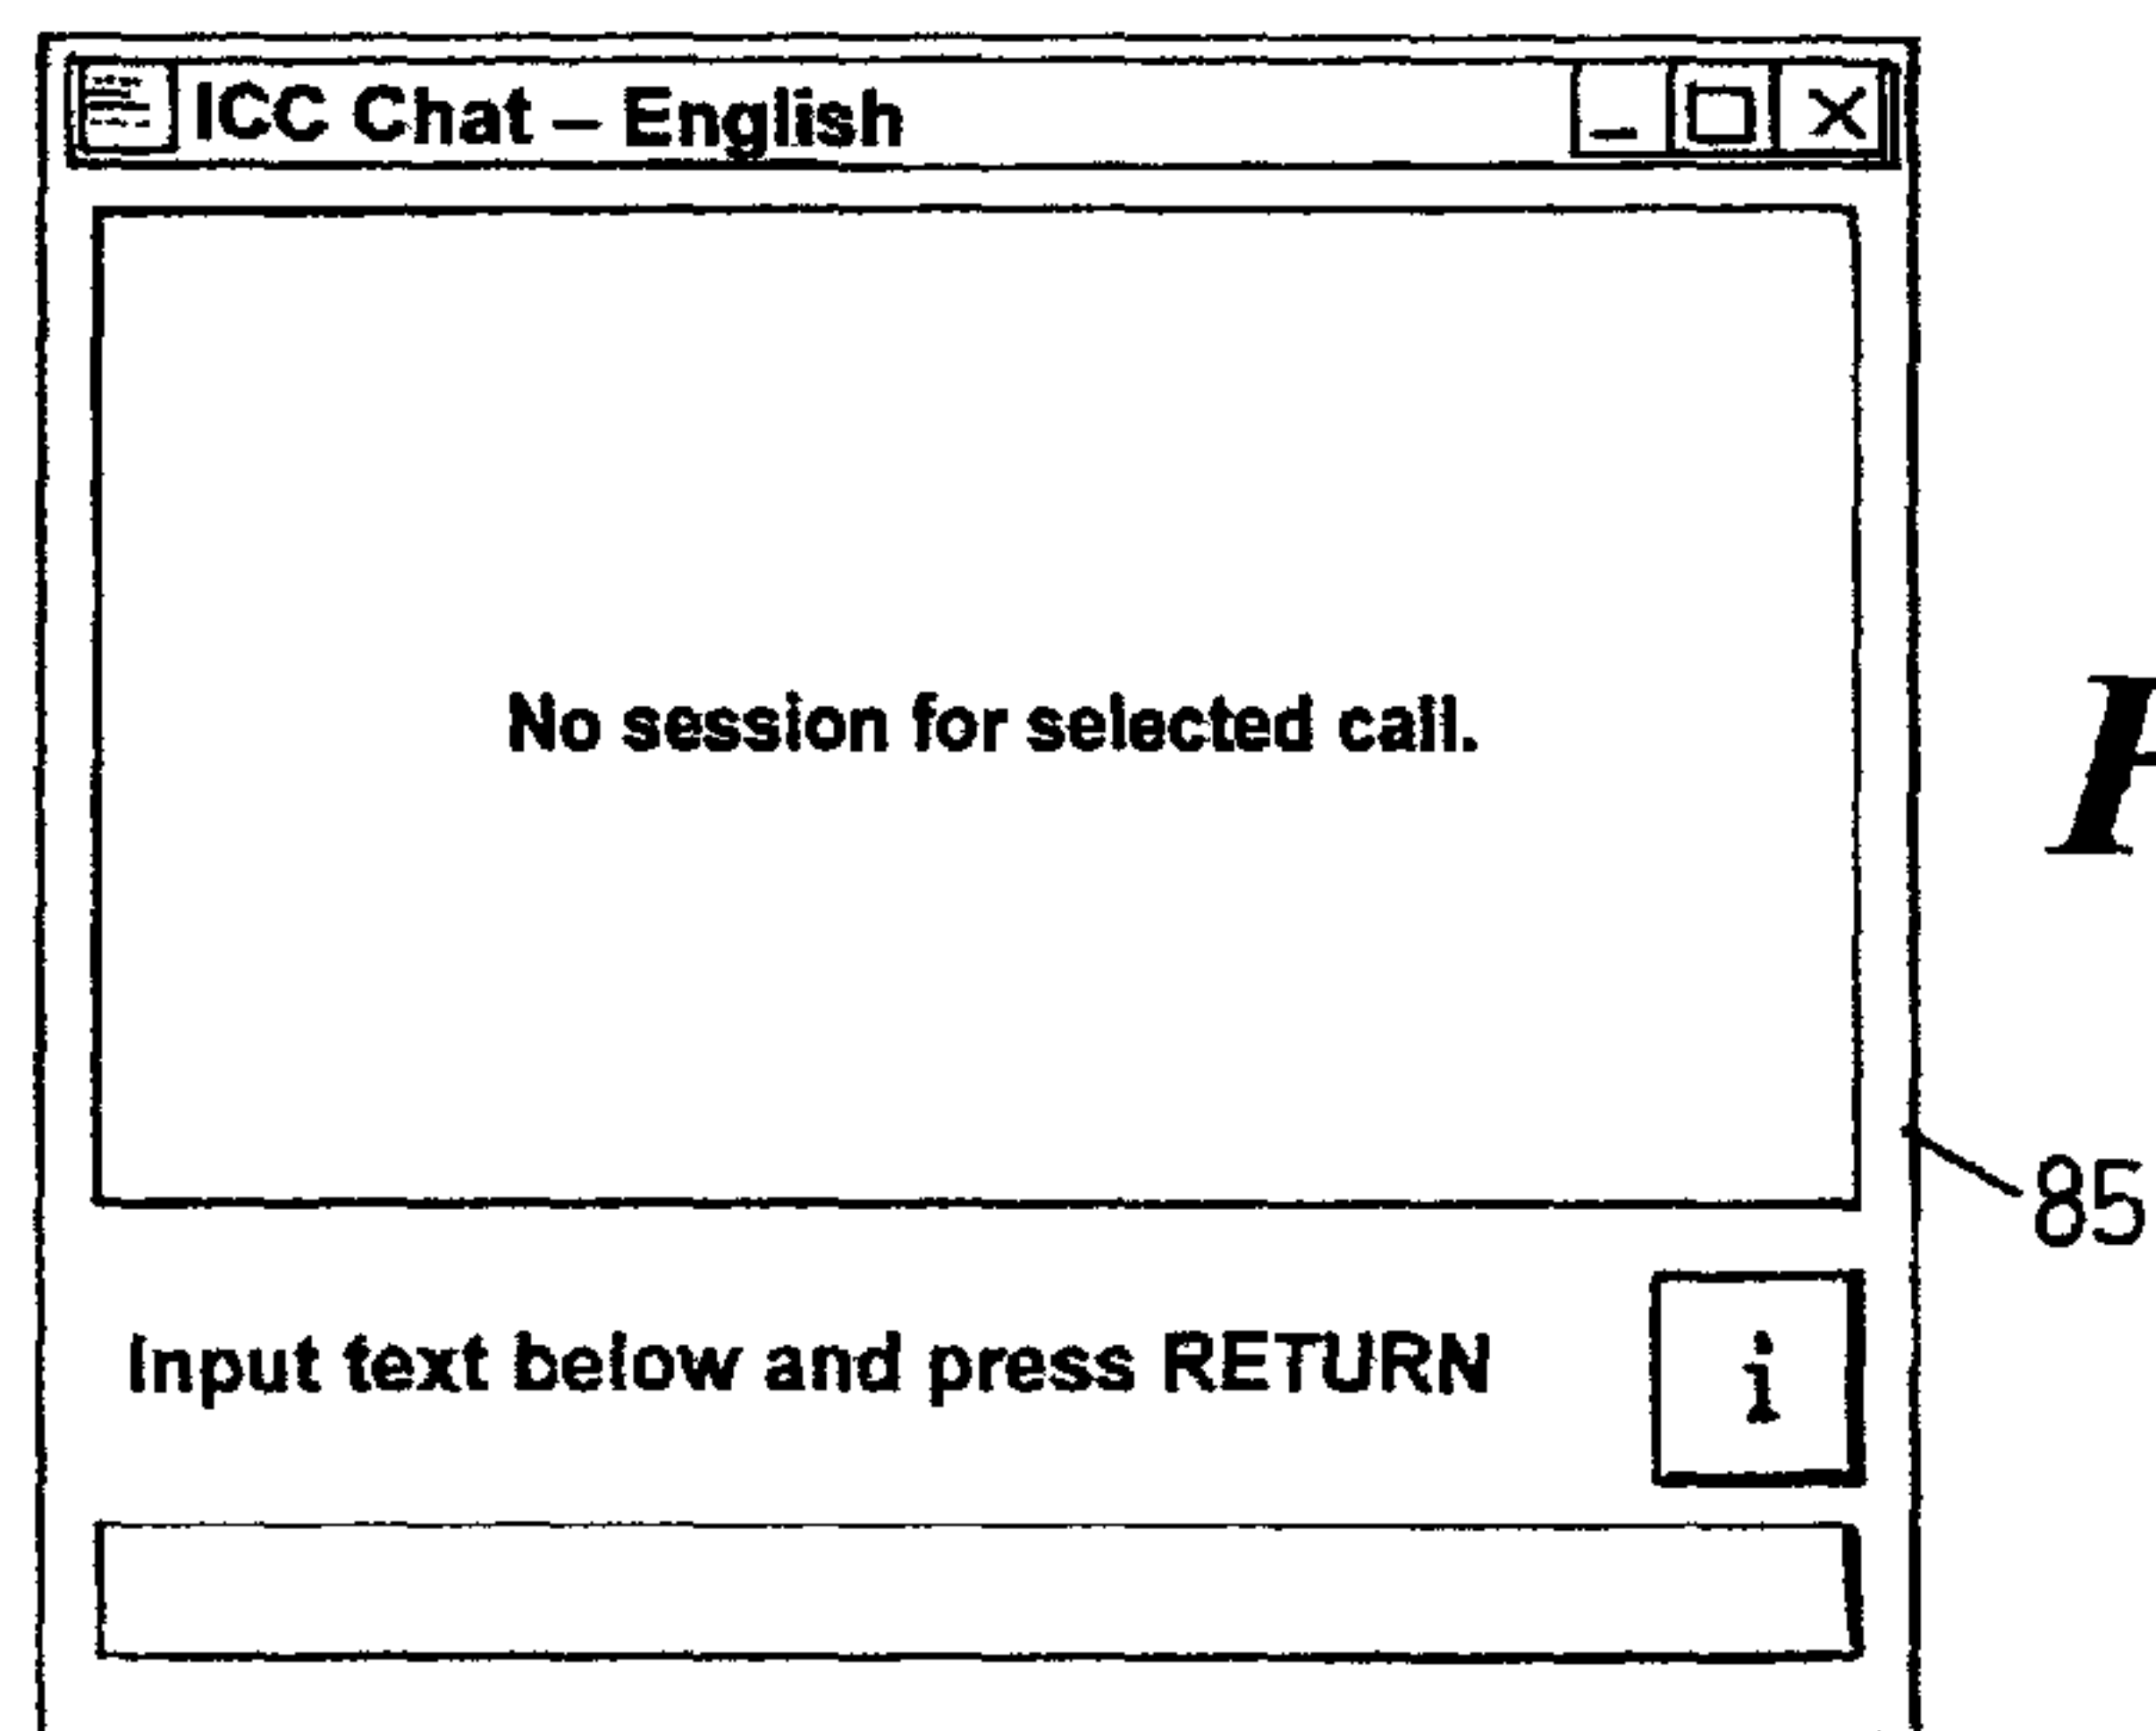 ICC Chat – English
No session for selected call.
85
Input text below and press RETURN
i